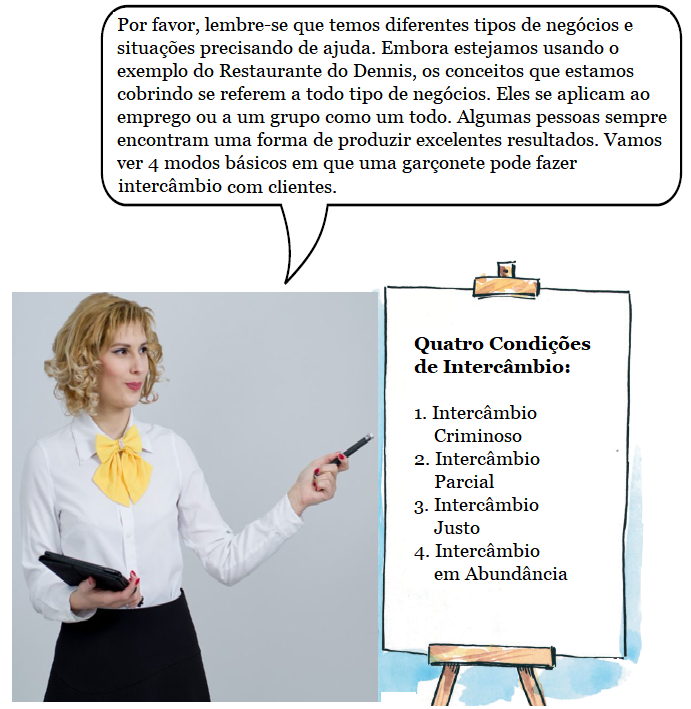 Por favor, lembre-se que temos diferentes tipos de negócios e
situações precisando de ajuda. Embora estejamos usando o
exemplo do Restaurante do Dennis, os conceitos que estamos
cobrindo se referem a todo tipo de negócios. Eles se aplicam ao
emprego ou a um grupo como um todo. Algumas pessoas sempre
encontram uma forma de produzir excelentes resultados. Vamos
ver 4 modos básicos em que uma garçonete pode fazer
intercâmbio com clientes.
Quatro Condições
de Intercâmbio:
1. Intercâmbio
Criminoso
2. Intercâmbio
Parcial
3. Intercâmbio
Justo
4. Intercâmbio
em Abundância